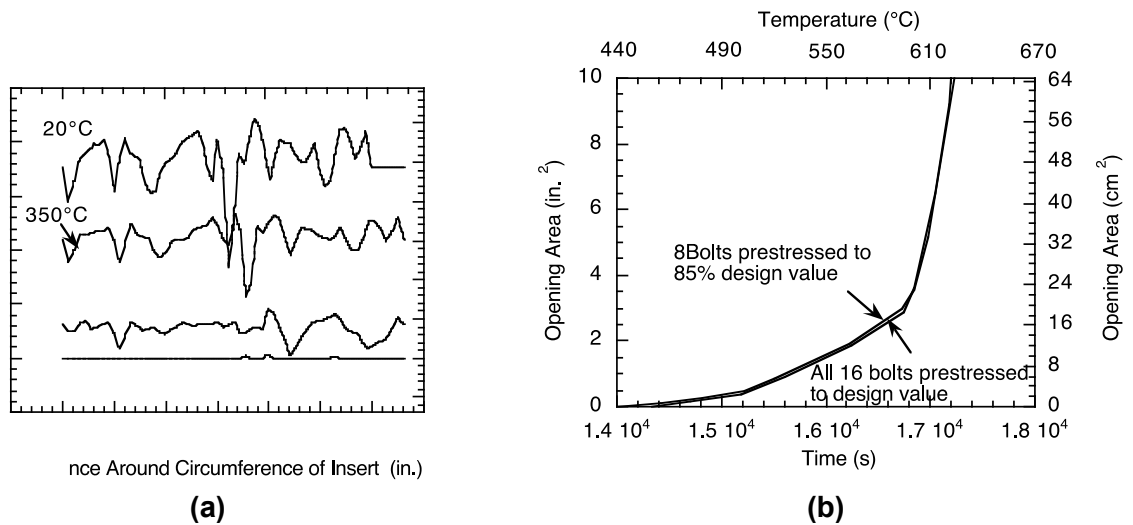 20°C
350°C
nce Around Circumference of Insert (in.)
(a)
Temperature (°C)
440 490 550 610 670
10
8
6
4
2
0
Opening Area (in. ²)
8Bolts prestressed to
85% design value
All 16 bolts prestressed
to design value
64
56
48
40
32
24
16
8
0
Opening Area (cm ²)
1.4 10⁴ 1.5 10⁴ 1.6 10⁴ 1.7 10⁴ 1.8 10⁴
Time (s)
(b)